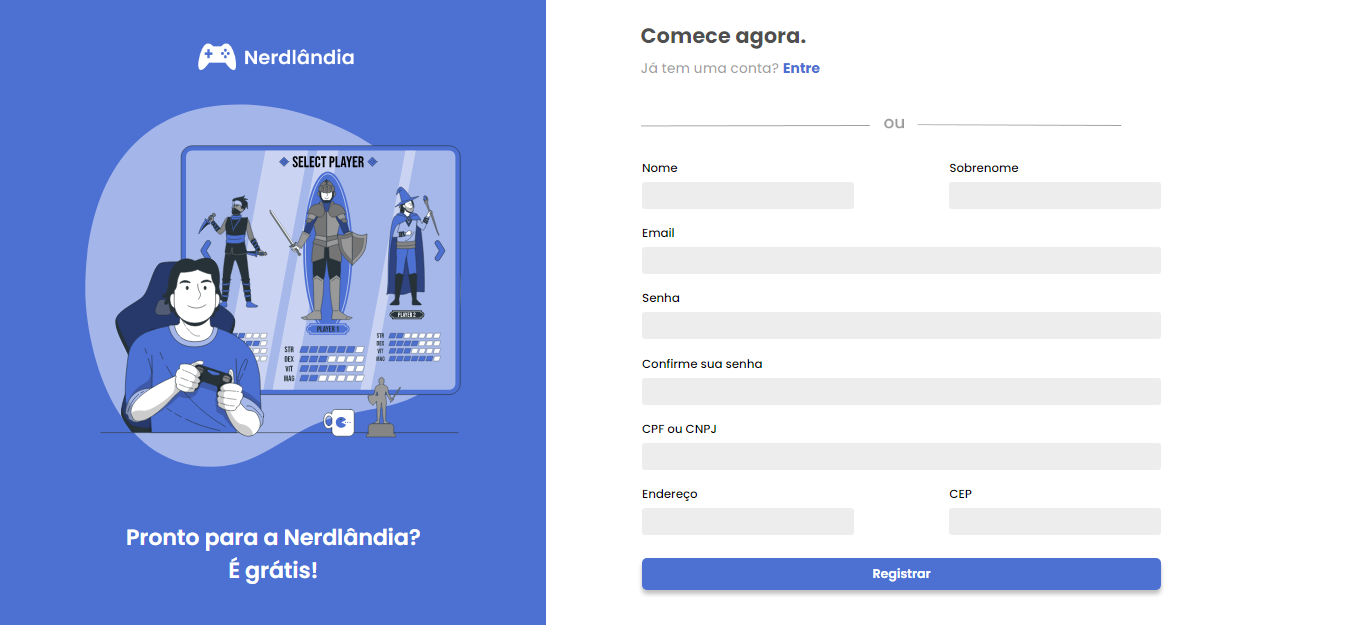 Nerdlândia
SELECT PLAYER
PLAYER 2
PLAYER 1
STR
DEX
VIT
MAG
STR
DES
VIT
MAG
Pronto para a Nerdlândia?
É grátis!
Comece agora.
Já tem uma conta? Entre
ou
Nome
Sobrenome
Email
Senha
Confirme sua senha
CPF ou CNPJ
Endereço
CEP
Registrar